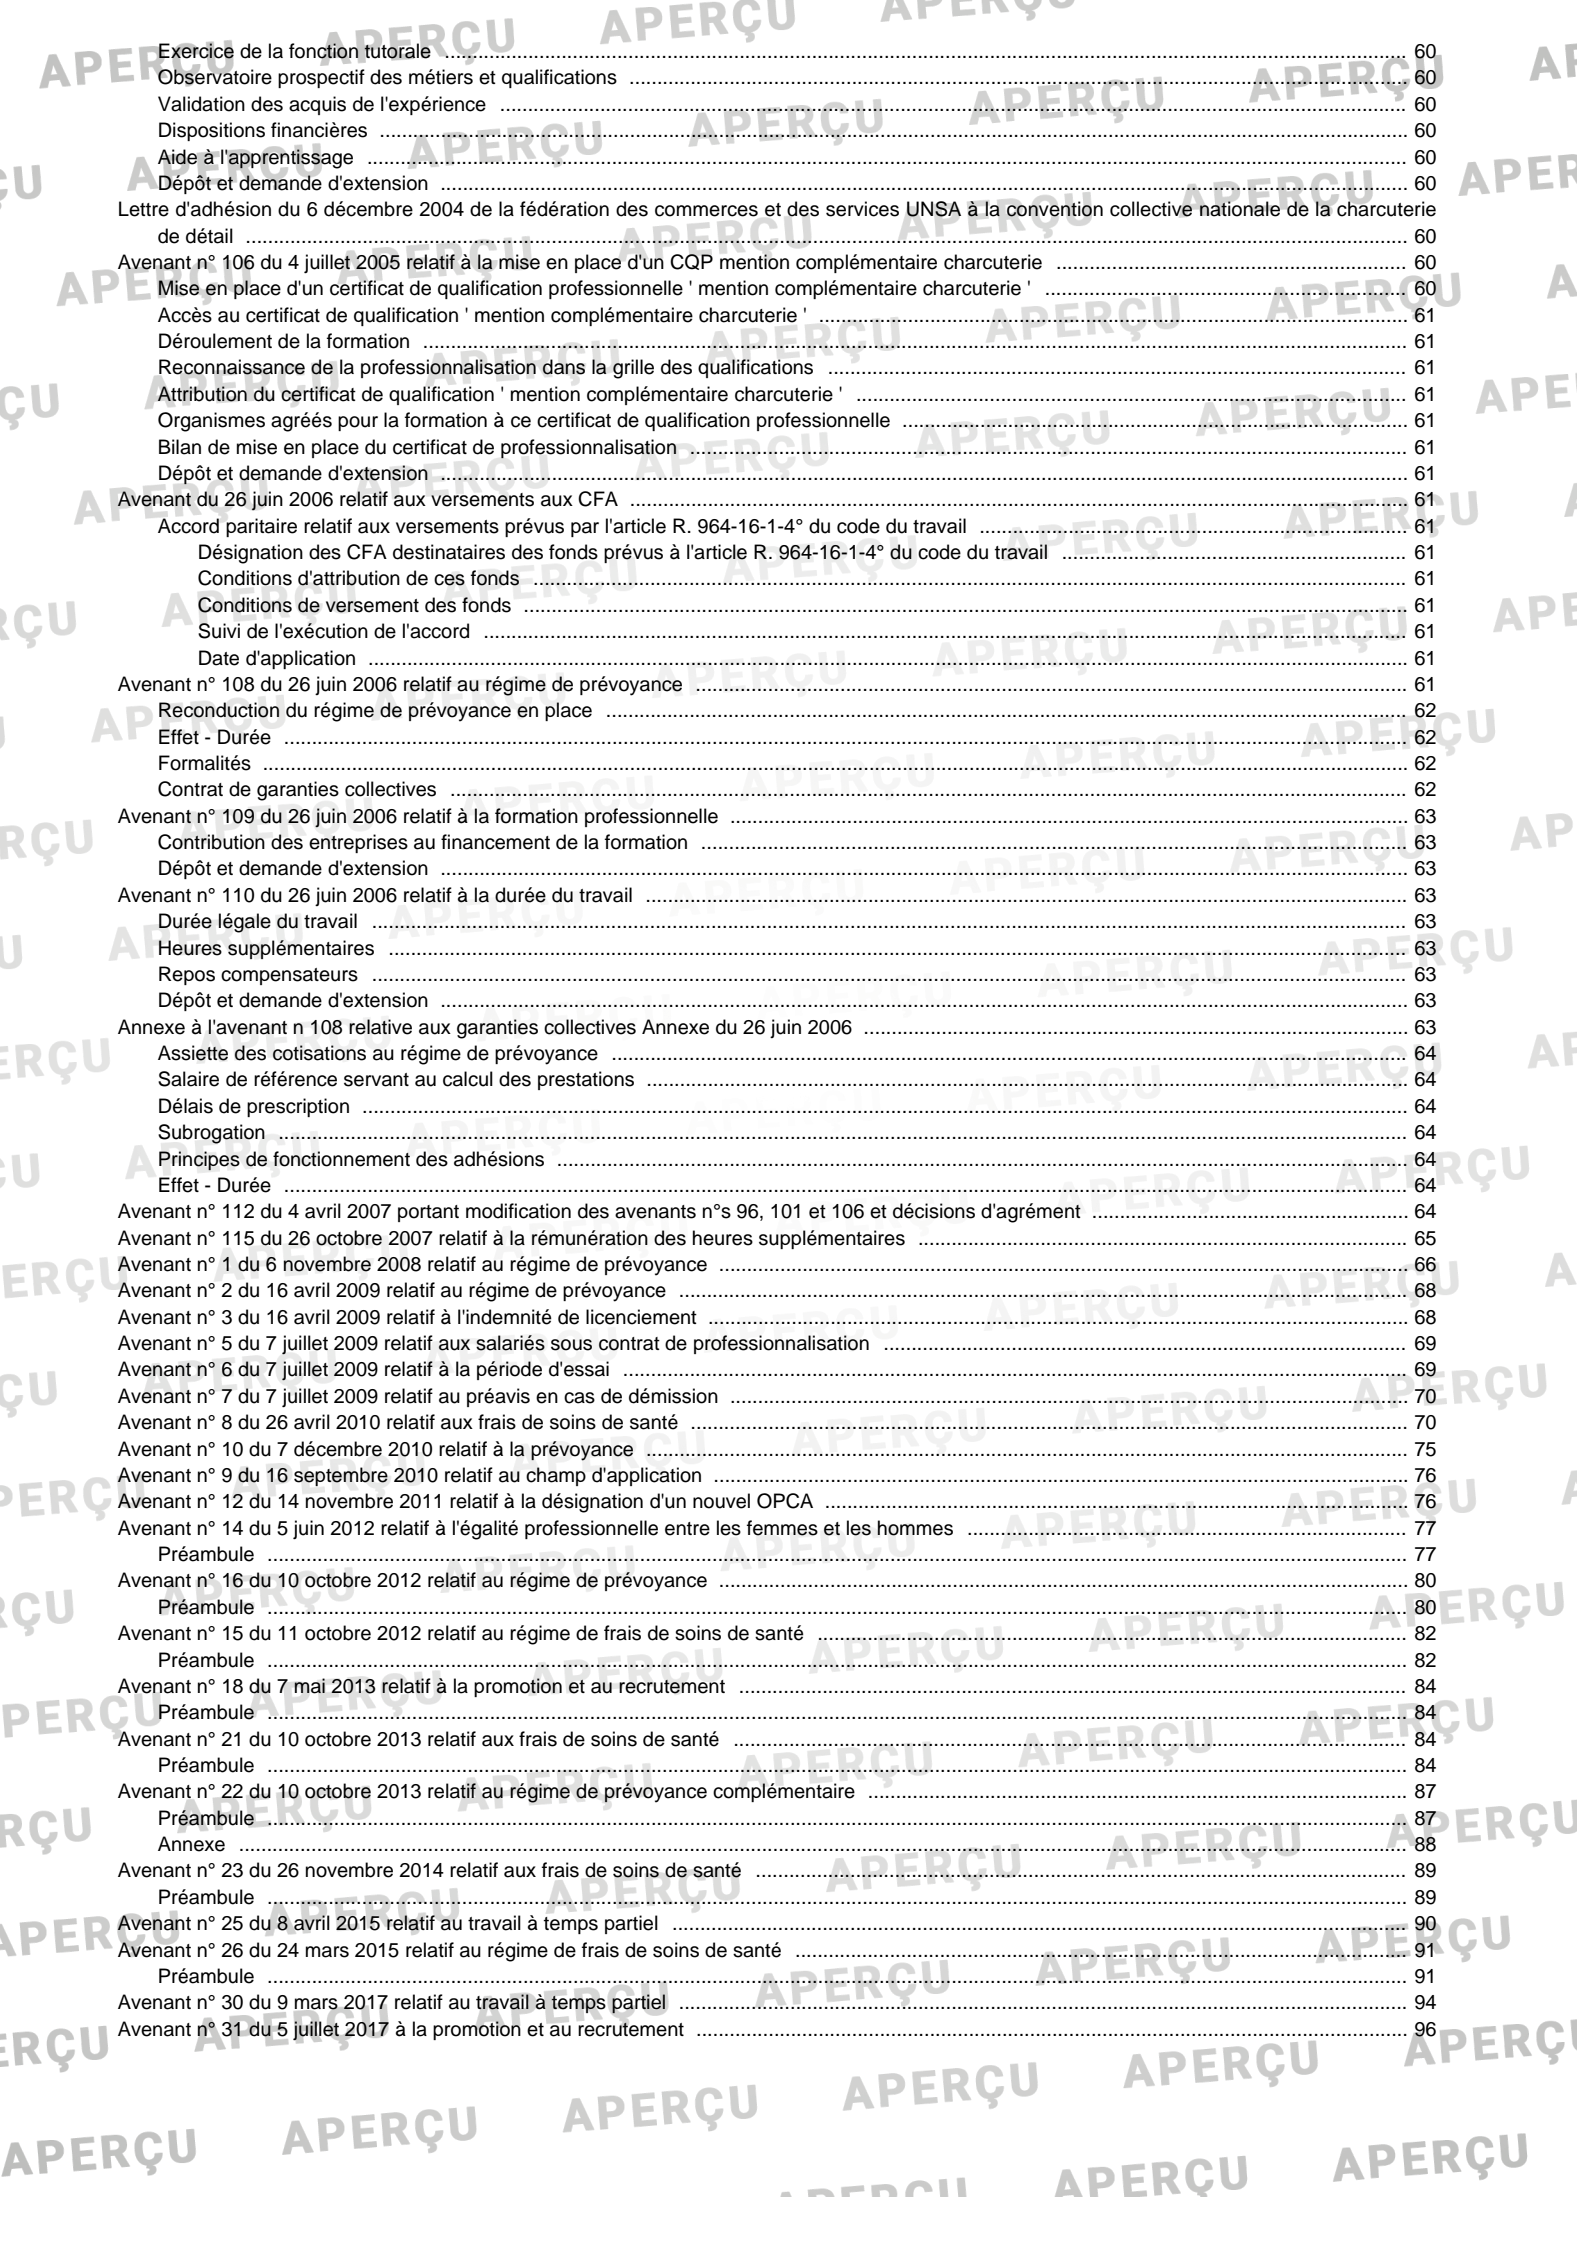 Exercice de la fonction tutorale ... 60
Observatoire prospectif des métiers et qualifications ... 60
Validation des acquis de l'expérience ... 60
Dispositions financières ... 60
Aide à l'apprentissage ... 60
Dépôt et demande d'extension ... 60
Lettre d'adhésion du 6 décembre 2004 de la fédération des commerces et des services UNSA à la convention collective nationale de la charcuterie
de détail ... 60
Avenant n° 106 du 4 juillet 2005 relatif à la mise en place d'un CQP mention complémentaire charcuterie ... 60
Mise en place d'un certificat de qualification professionnelle ' mention complémentaire charcuterie ' ... 60
Accès au certificat de qualification ' mention complémentaire charcuterie ' ... 61
Déroulement de la formation ... 61
Reconnaissance de la professionnalisation dans la grille des qualifications ... 61
Attribution du certificat de qualification ' mention complémentaire charcuterie ' ... 61
Organismes agréés pour la formation à ce certificat de qualification professionnelle ... 61
Bilan de mise en place du certificat de professionnalisation ... 61
Dépôt et demande d'extension ... 61
Avenant du 26 juin 2006 relatif aux versements aux CFA ... 61
Accord paritaire relatif aux versements prévus par l'article R. 964-16-1-4° du code du travail ... 61
Désignation des CFA destinataires des fonds prévus à l'article R. 964-16-1-4° du code du travail ... 61
Conditions d'attribution de ces fonds ... 61
Conditions de versement des fonds ... 61
Suivi de l'exécution de l'accord ... 61
Date d'application ... 61
Avenant n° 108 du 26 juin 2006 relatif au régime de prévoyance ... 61
Reconduction du régime de prévoyance en place ... 62
Effet - Durée ... 62
Formalités ... 62
Contrat de garanties collectives ... 62
Avenant n° 109 du 26 juin 2006 relatif à la formation professionnelle ... 63
Contribution des entreprises au financement de la formation ... 63
Dépôt et demande d'extension ... 63
Avenant n° 110 du 26 juin 2006 relatif à la durée du travail ... 63
Durée légale du travail ... 63
Heures supplémentaires ... 63
Repos compensateurs ... 63
Dépôt et demande d'extension ... 63
Annexe à l'avenant n 108 relative aux garanties collectives Annexe du 26 juin 2006 ... 63
Assiette des cotisations au régime de prévoyance ... 64
Salaire de référence servant au calcul des prestations ... 64
Délais de prescription ... 64
Subrogation ... 64
Principes de fonctionnement des adhésions ... 64
Effet - Durée ... 64
Avenant n° 112 du 4 avril 2007 portant modification des avenants n°s 96, 101 et 106 et décisions d'agrément ... 64
Avenant n° 115 du 26 octobre 2007 relatif à la rémunération des heures supplémentaires ... 65
Avenant n° 1 du 6 novembre 2008 relatif au régime de prévoyance ... 66
Avenant n° 2 du 16 avril 2009 relatif au régime de prévoyance ... 68
Avenant n° 3 du 16 avril 2009 relatif à l'indemnité de licenciement ... 68
Avenant n° 5 du 7 juillet 2009 relatif aux salariés sous contrat de professionnalisation ... 69
Avenant n° 6 du 7 juillet 2009 relatif à la période d'essai ... 69
Avenant n° 7 du 7 juillet 2009 relatif au préavis en cas de démission ... 70
Avenant n° 8 du 26 avril 2010 relatif aux frais de soins de santé ... 70
Avenant n° 10 du 7 décembre 2010 relatif à la prévoyance ... 75
Avenant n° 9 du 16 septembre 2010 relatif au champ d'application ... 76
Avenant n° 12 du 14 novembre 2011 relatif à la désignation d'un nouvel OPCA ... 76
Avenant n° 14 du 5 juin 2012 relatif à l'égalité professionnelle entre les femmes et les hommes ... 77
Préambule ... 77
Avenant n° 16 du 10 octobre 2012 relatif au régime de prévoyance ... 80
Préambule ... 80
Avenant n° 15 du 11 octobre 2012 relatif au régime de frais de soins de santé ... 82
Préambule ... 82
Avenant n° 18 du 7 mai 2013 relatif à la promotion et au recrutement ... 84
Préambule ... 84
Avenant n° 21 du 10 octobre 2013 relatif aux frais de soins de santé ... 84
Préambule ... 84
Avenant n° 22 du 10 octobre 2013 relatif au régime de prévoyance complémentaire ... 87
Préambule ... 87
Annexe ... 88
Avenant n° 23 du 26 novembre 2014 relatif aux frais de soins de santé ... 89
Préambule ... 89
Avenant n° 25 du 8 avril 2015 relatif au travail à temps partiel ... 90
Avenant n° 26 du 24 mars 2015 relatif au régime de frais de soins de santé ... 91
Préambule ... 91
Avenant n° 30 du 9 mars 2017 relatif au travail à temps partiel ... 94
Avenant n° 31 du 5 juillet 2017 à la promotion et au recrutement ... 96
APERÇU